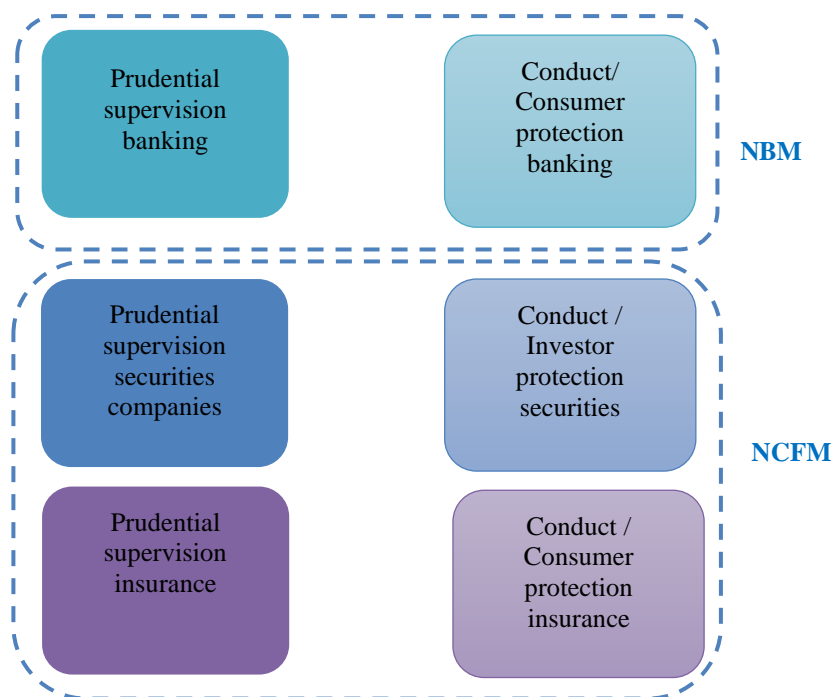 Prudential
supervision
banking
Conduct/
Consumer
protection
banking
NBM
Prudential
supervision
securities
companies
Conduct /
Investor
protection
securities
NCFM
Prudential
supervision
insurance
Conduct /
Consumer
protection
insurance